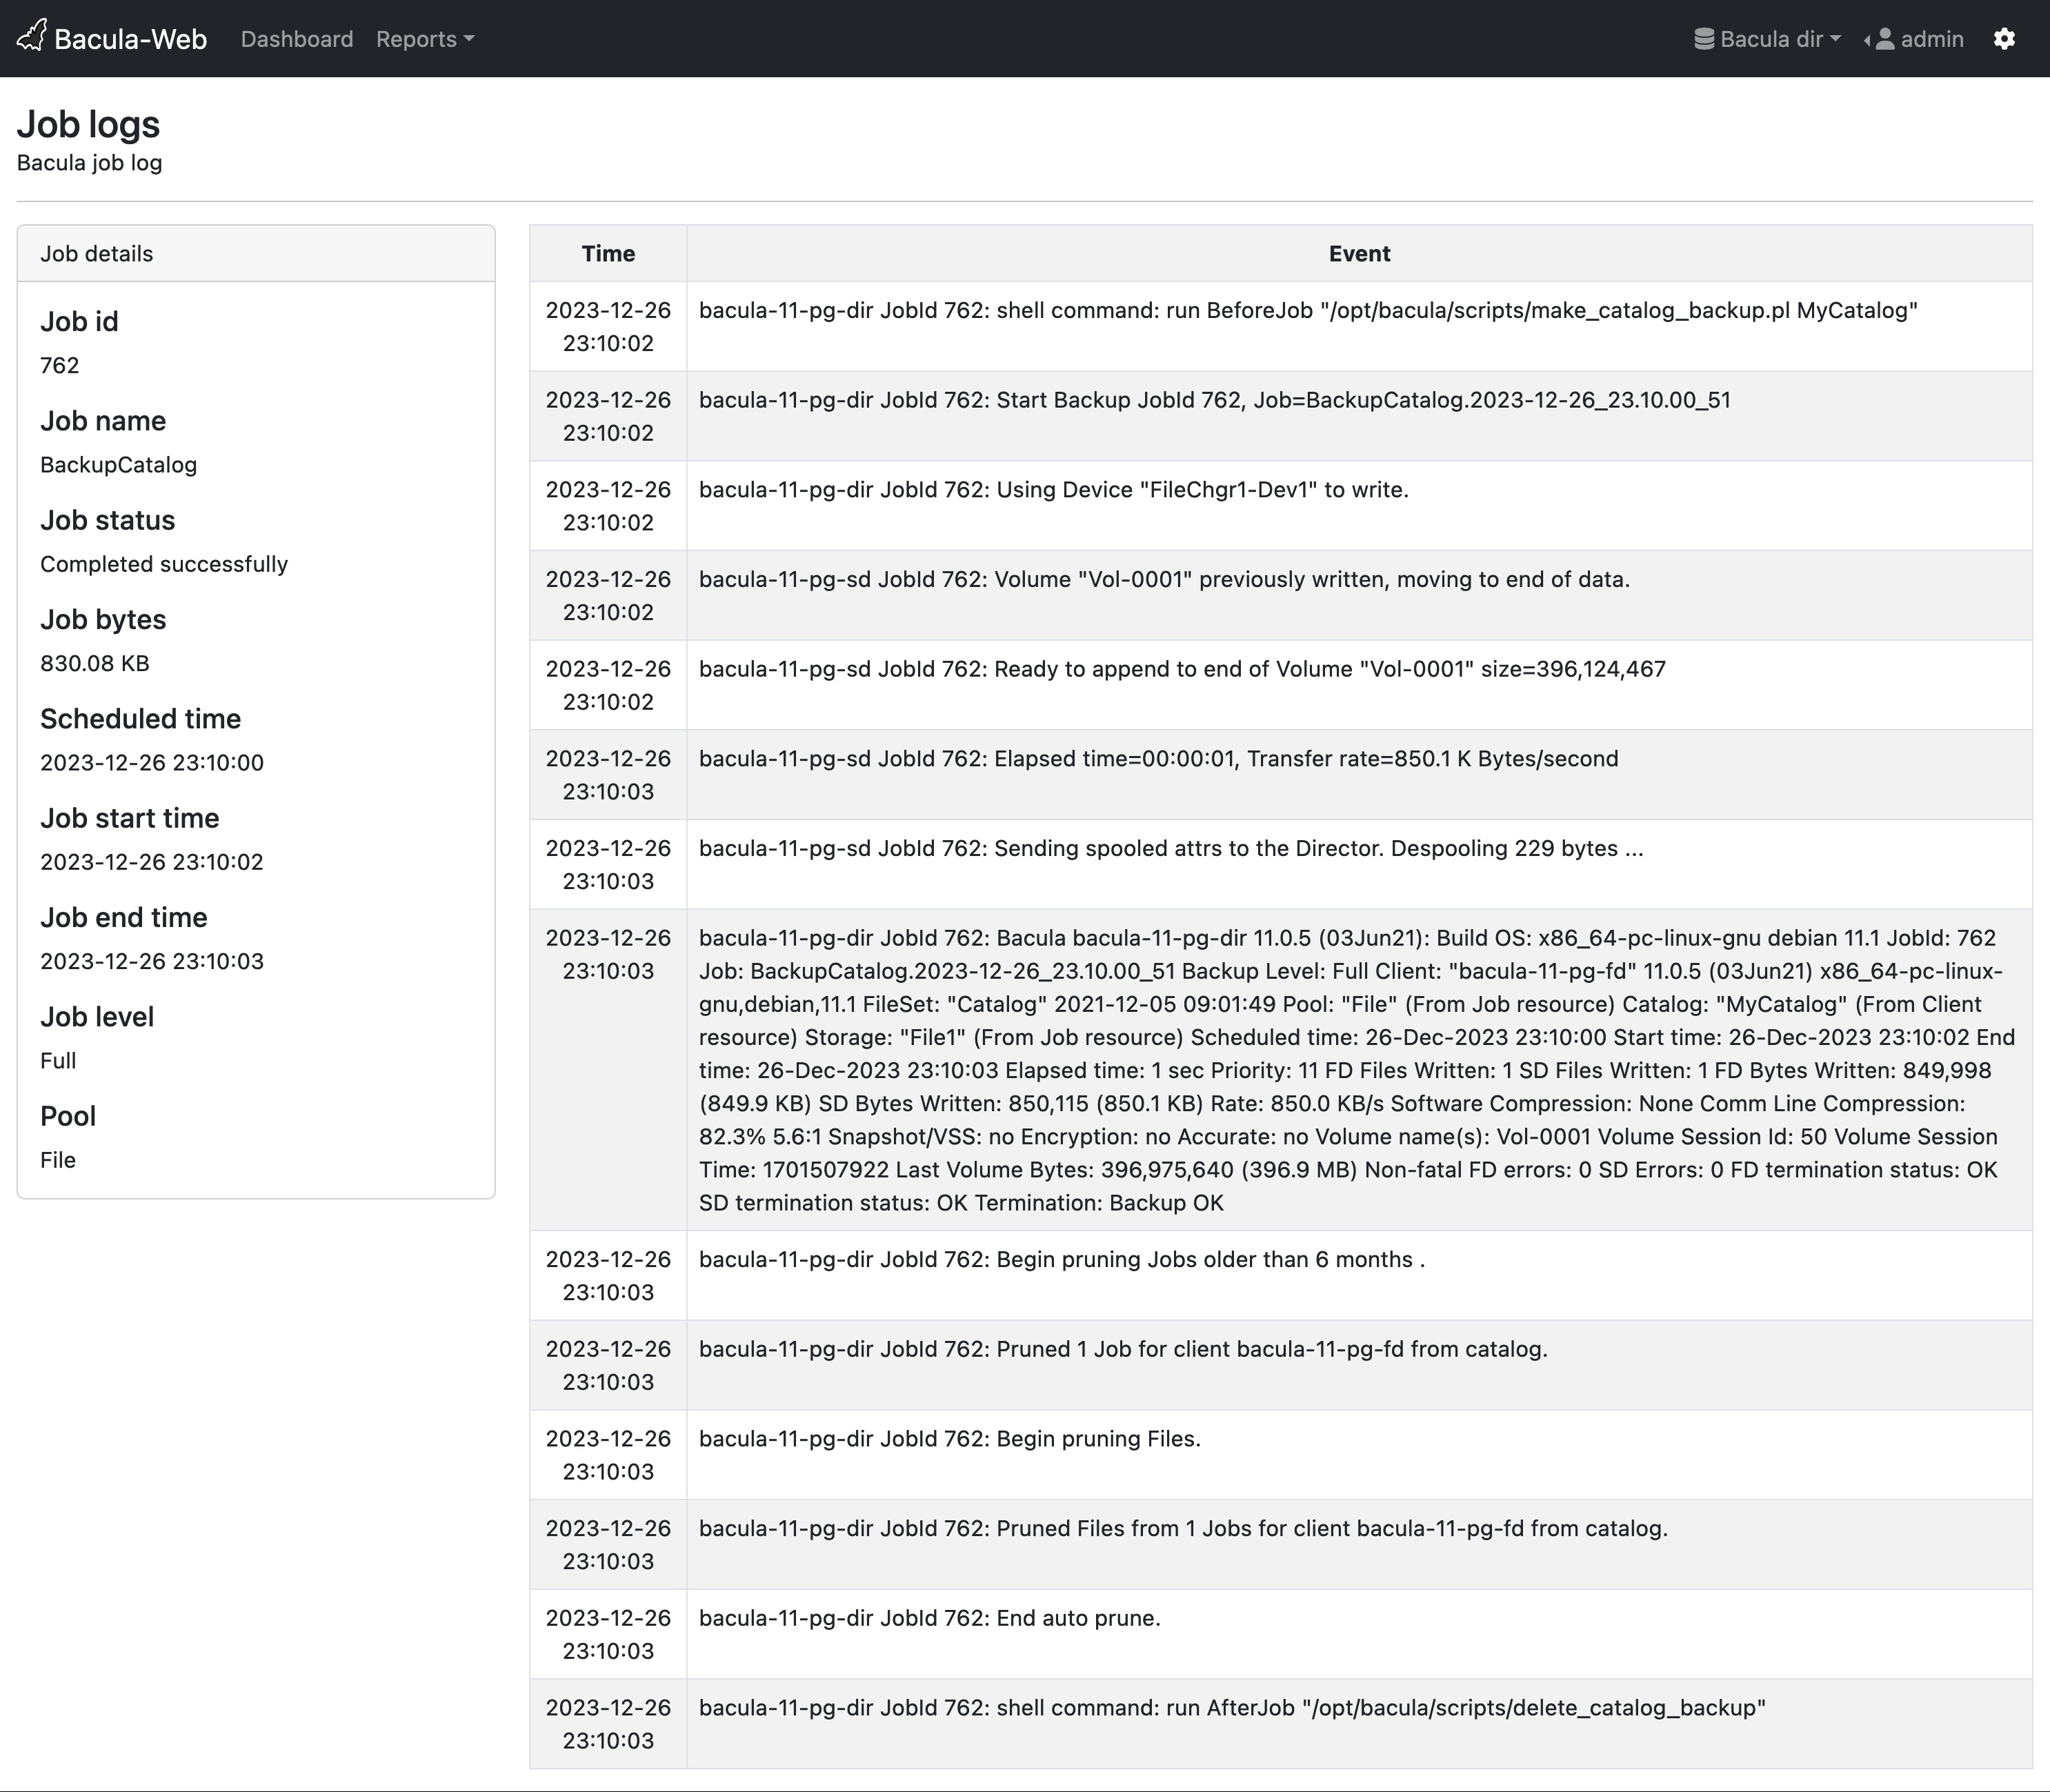 Bacula-Web Dashboard Reports Bacula dir admin
Job logs
Bacula job log
Job details
Job id
762
Job name
BackupCatalog
Job status
Completed successfully
Job bytes
830.08 KB
Scheduled time
2023-12-26 23:10:00
Job start time
2023-12-26 23:10:02
Job end time
2023-12-26 23:10:03
Job level
Full
Pool
File
Time Event
2023-12-26 bacula-11-pg-dir JobId 762: shell command: run BeforeJob "/opt/bacula/scripts/make_catalog_backup.pl MyCatalog"
23:10:02
2023-12-26 bacula-11-pg-dir JobId 762: Start Backup JobId 762, Job=BackupCatalog.2023-12-26_23.10.00_51
23:10:02
2023-12-26 bacula-11-pg-dir JobId 762: Using Device "FileChgr1-Dev1" to write.
23:10:02
2023-12-26 bacula-11-pg-sd JobId 762: Volume "Vol-0001" previously written, moving to end of data.
23:10:02
2023-12-26 bacula-11-pg-sd JobId 762: Ready to append to end of Volume "Vol-0001" size=396,124,467
23:10:02
2023-12-26 bacula-11-pg-sd JobId 762: Elapsed time=00:00:01, Transfer rate=850.1 K Bytes/second
23:10:03
2023-12-26 bacula-11-pg-sd JobId 762: Sending spooled attrs to the Director. Despooling 229 bytes ...
23:10:03
2023-12-26 bacula-11-pg-dir JobId 762: Bacula bacula-11-pg-dir 11.0.5 (03Jun21): Build OS: x86_64-pc-linux-gnu debian 11.1 JobId: 762
23:10:03 Job: BackupCatalog.2023-12-26_23.10.00_51 Backup Level: Full Client: "bacula-11-pg-fd" 11.0.5 (03Jun21) x86_64-pc-linux-
gnu,debian,11.1 FileSet: "Catalog" 2021-12-05 09:01:49 Pool: "File" (From Job resource) Catalog: "MyCatalog" (From Client
resource) Storage: "File1" (From Job resource) Scheduled time: 26-Dec-2023 23:10:00 Start time: 26-Dec-2023 23:10:02 End
time: 26-Dec-2023 23:10:03 Elapsed time: 1 sec Priority: 11 FD Files Written: 1 SD Files Written: 1 FD Bytes Written: 849,998
(849.9 KB) SD Bytes Written: 850,115 (850.1 KB) Rate: 850.0 KB/s Software Compression: None Comm Line Compression:
82.3% 5.6:1 Snapshot/VSS: no Encryption: no Accurate: no Volume name(s): Vol-0001 Volume Session Id: 50 Volume Session
Time: 1701507922 Last Volume Bytes: 396,975,640 (396.9 MB) Non-fatal FD errors: 0 SD Errors: 0 FD termination status: OK
SD termination status: OK Termination: Backup OK
2023-12-26 bacula-11-pg-dir JobId 762: Begin pruning Jobs older than 6 months .
23:10:03
2023-12-26 bacula-11-pg-dir JobId 762: Pruned 1 Job for client bacula-11-pg-fd from catalog.
23:10:03
2023-12-26 bacula-11-pg-dir JobId 762: Begin pruning Files.
23:10:03
2023-12-26 bacula-11-pg-dir JobId 762: Pruned Files from 1 Jobs for client bacula-11-pg-fd from catalog.
23:10:03
2023-12-26 bacula-11-pg-dir JobId 762: End auto prune.
23:10:03
2023-12-26 bacula-11-pg-dir JobId 762: shell command: run AfterJob "/opt/bacula/scripts/delete_catalog_backup"
23:10:03